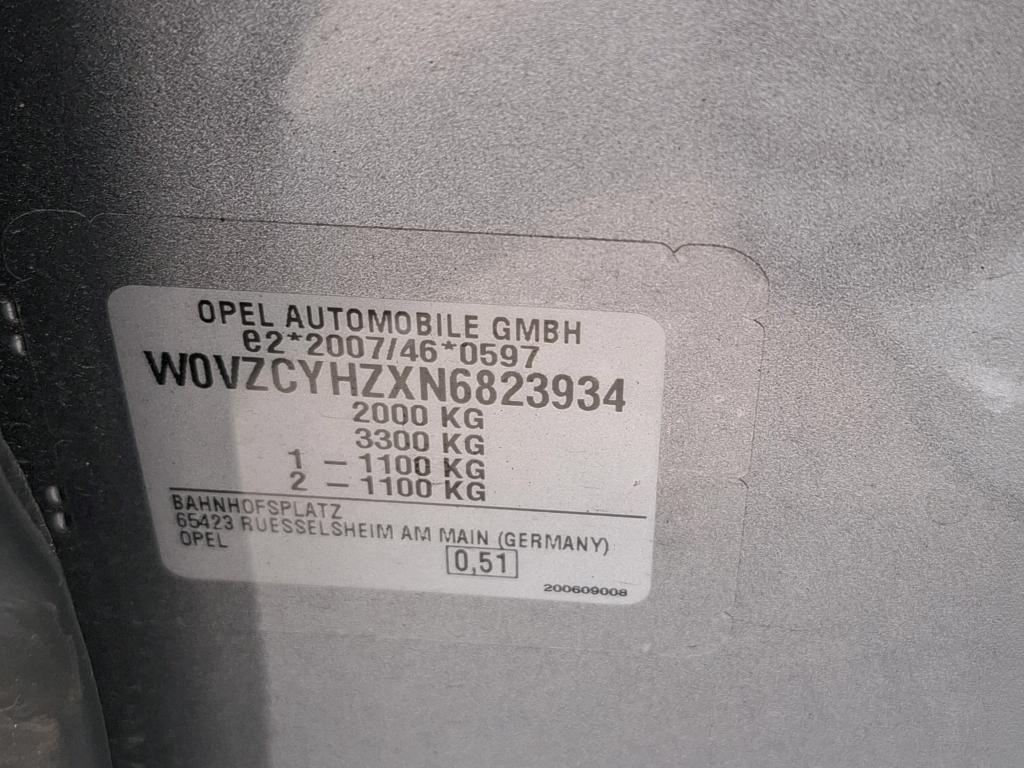 OPEL AUTOMOBILE GMBH
e2*2007/46*0597
W0VZCYHZXN6823934
2000 KG
3300 KG
1 – 1100 KG
2 – 1100 KG
BAHNHOFSPLATZ
65423 RUESSELSHEIM AM MAIN (GERMANY)
OPEL
0,51
200609008